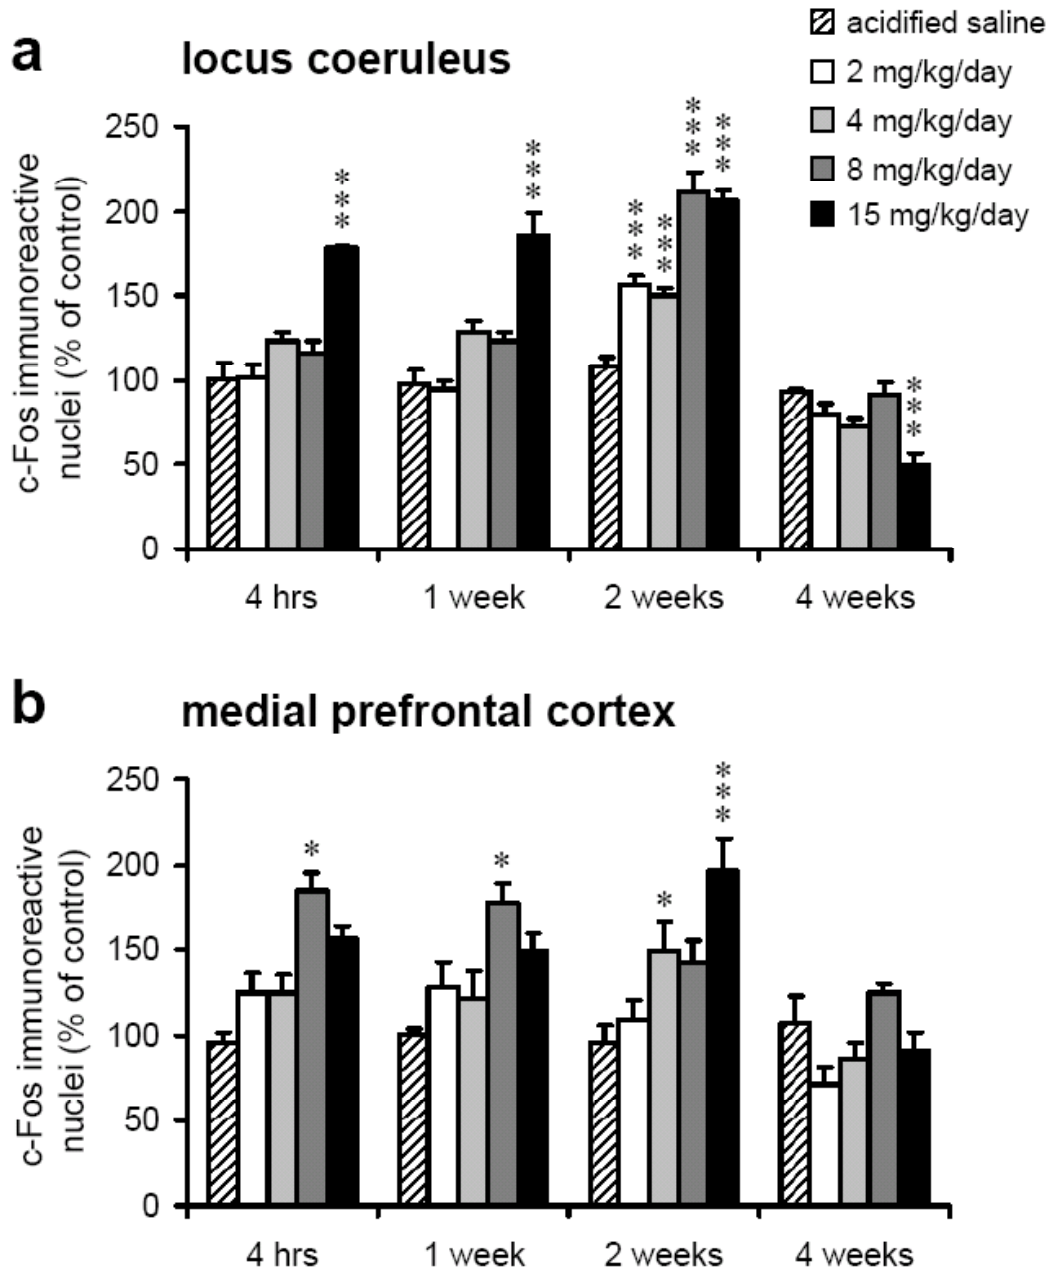 a locus coeruleus
acidified saline
2 mg/kg/day
4 mg/kg/day
8 mg/kg/day
15 mg/kg/day
c-Fos immunoreactive
nuclei (% of control)
250
200
150
100
50
0
***
***
***
***
***
***
***
4 hrs 1 week 2 weeks 4 weeks
b medial prefrontal cortex
c-Fos immunoreactive
nuclei (% of control)
250
200
150
100
50
0
*
*
*
***
4 hrs 1 week 2 weeks 4 weeks